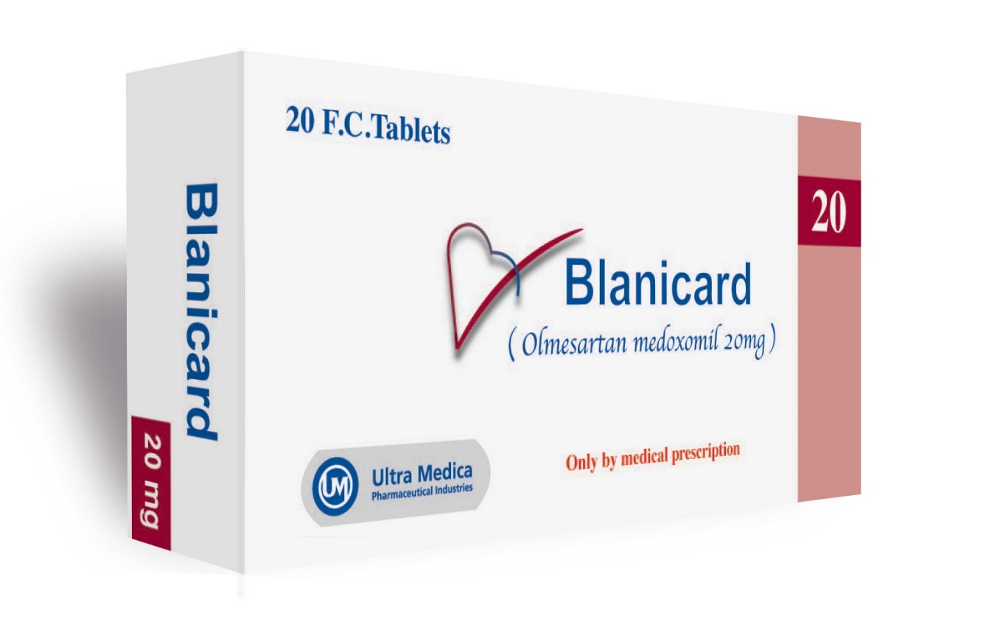 20 F.C.Tablets
20
Blanicard
( Olmesartan medoxomil 20mg )
Only by medical prescription
UM
Ultra Medica
Pharmaceutical Industries
Blanicard
20 mg